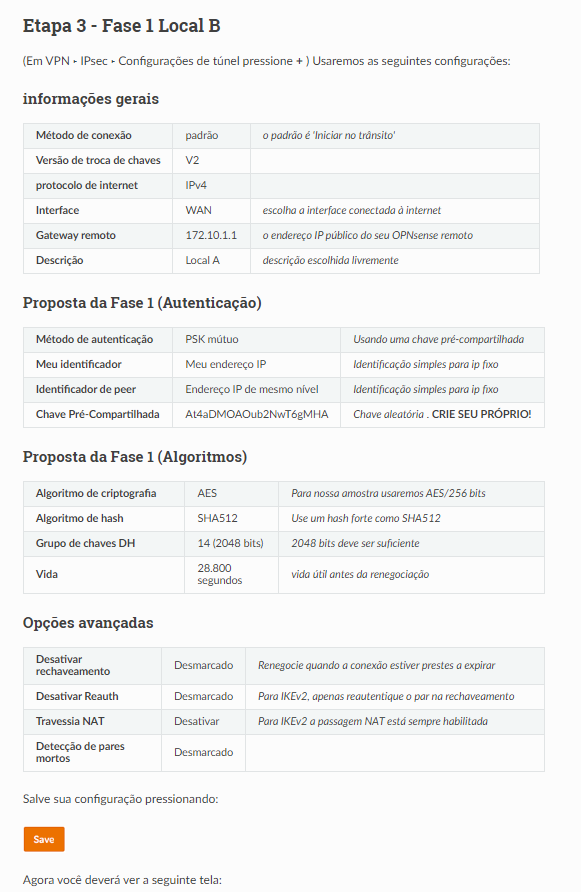 Etapa 3 - Fase 1 Local B
(Em VPN ‣ IPsec ‣ Configurações de túnel pressione + ) Usaremos as seguintes configurações:
informações gerais
Método de conexão padrão o padrão é 'Iniciar no trânsito'
Versão de troca de chaves V2
protocolo de internet IPv4
Interface WAN escolha a interface conectada à internet
Gateway remoto 172.10.1.1 o endereço IP público do seu OPNsense remoto
Descrição Local A descrição escolhida livremente
Proposta da Fase 1 (Autenticação)
Método de autenticação PSK mútuo Usando uma chave pré-compartilhada
Meu identificador Meu endereço IP Identificação simples para ip fixo
Identificador de peer Endereço IP de mesmo nível Identificação simples para ip fixo
Chave Pré-Compartilhada At4aDMOAOub2NwT6gMHA Chave aleatória . CRIE SEU PRÓPRIO!
Proposta da Fase 1 (Algoritmos)
Algoritmo de criptografia AES Para nossa amostra usaremos AES/256 bits
Algoritmo de hash SHA512 Use um hash forte como SHA512
Grupo de chaves DH 14 (2048 bits) 2048 bits deve ser suficiente
Vida 28.800
segundos vida útil antes da renegociação
Opções avançadas
Desativar
rechaveamento Desmarcado Renegocie quando a conexão estiver prestes a expirar
Desativar Reauth Desmarcado Para IKEv2, apenas reautentique o par na rechaveamento
Travessia NAT Desativar Para IKEv2 a passagem NAT está sempre habilitada
Detecção de pares
mortos Desmarcado
Salve sua configuração pressionando:
Save
Agora você deverá ver a seguinte tela: